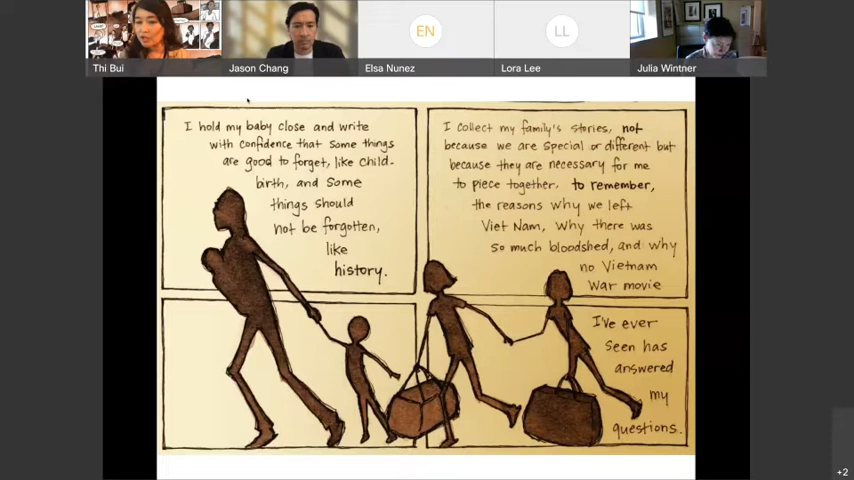 EN
LL
Thi Bui
Jason Chang
Elsa Nunez
Lora Lee
Julia Wintner
I hold my baby close and write
with confidence that some things
are good to forget, like child-
birth, and some
things should
not be forgotten,
like
history.
I collect my family's stories, not
because we are special or different but
because they are necessary for me
to piece together, to remember,
the reasons why we left
Viet Nam, why there was
so much bloodshed, and why
no Vietnam
war movie
I've ever
seen has
answered
my
questions.
+2